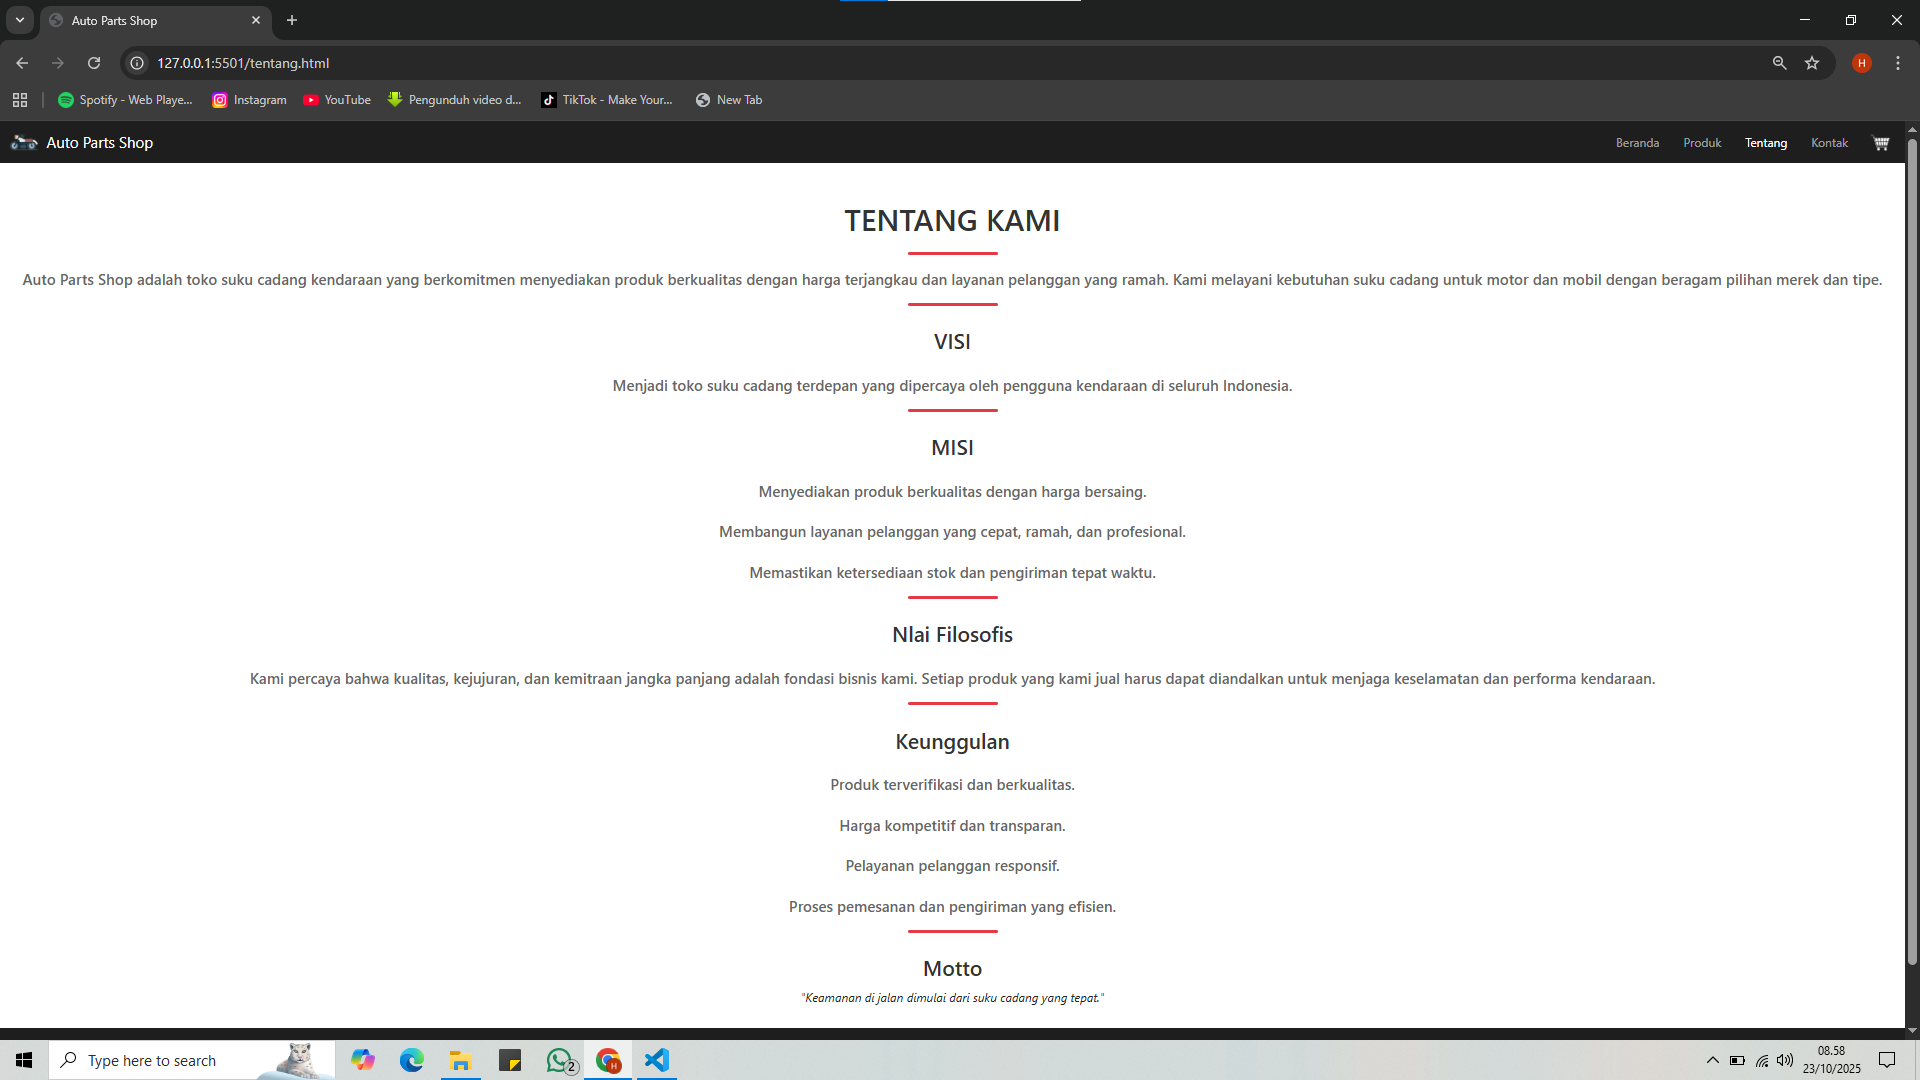 Auto Parts Shop
127.0.0.1:5501/tentang.html
H
Spotify - Web Playe...
Instagram
YouTube
Pengunduh video d...
TikTok - Make Your...
New Tab
Auto Parts Shop
Beranda
Produk
Tentang
Kontak
TENTANG KAMI
Auto Parts Shop adalah toko suku cadang kendaraan yang berkomitmen menyediakan produk berkualitas dengan harga terjangkau dan layanan pelanggan yang ramah. Kami melayani kebutuhan suku cadang untuk motor dan mobil dengan beragam pilihan merek dan tipe.
VISI
Menjadi toko suku cadang terdepan yang dipercaya oleh pengguna kendaraan di seluruh Indonesia.
MISI
Menyediakan produk berkualitas dengan harga bersaing.
Membangun layanan pelanggan yang cepat, ramah, dan profesional.
Memastikan ketersediaan stok dan pengiriman tepat waktu.
Nlai Filosofis
Kami percaya bahwa kualitas, kejujuran, dan kemitraan jangka panjang adalah fondasi bisnis kami. Setiap produk yang kami jual harus dapat diandalkan untuk menjaga keselamatan dan performa kendaraan.
Keunggulan
Produk terverifikasi dan berkualitas.
Harga kompetitif dan transparan.
Pelayanan pelanggan responsif.
Proses pemesanan dan pengiriman yang efisien.
Motto
"Keamanan di jalan dimulai dari suku cadang yang tepat."
Type here to search
2
H
08.58
23/10/2025